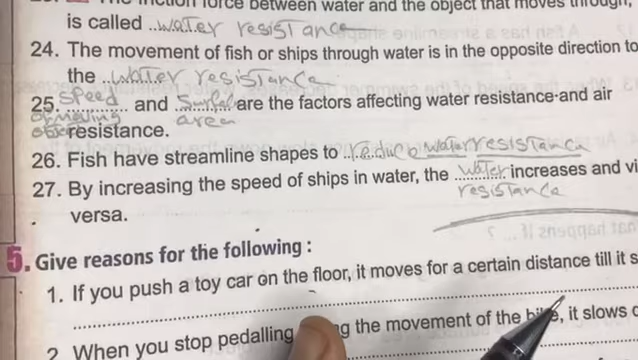 The friction force between water and the object that moves through,
is called ..water resistance
24. The movement of fish or ships through water is in the opposite direction to
the ..water resistance
25. speed and surface are the factors affecting water resistance and air
of moving area
object resistance.
26. Fish have streamline shapes to ..reduce water resistance
27. By increasing the speed of ships in water, the ..water increases and vi
resistance
versa.
5. Give reasons for the following :
1. If you push a toy car on the floor, it moves for a certain distance till it s
2. When you stop pedalling the movement of the bike, it slows